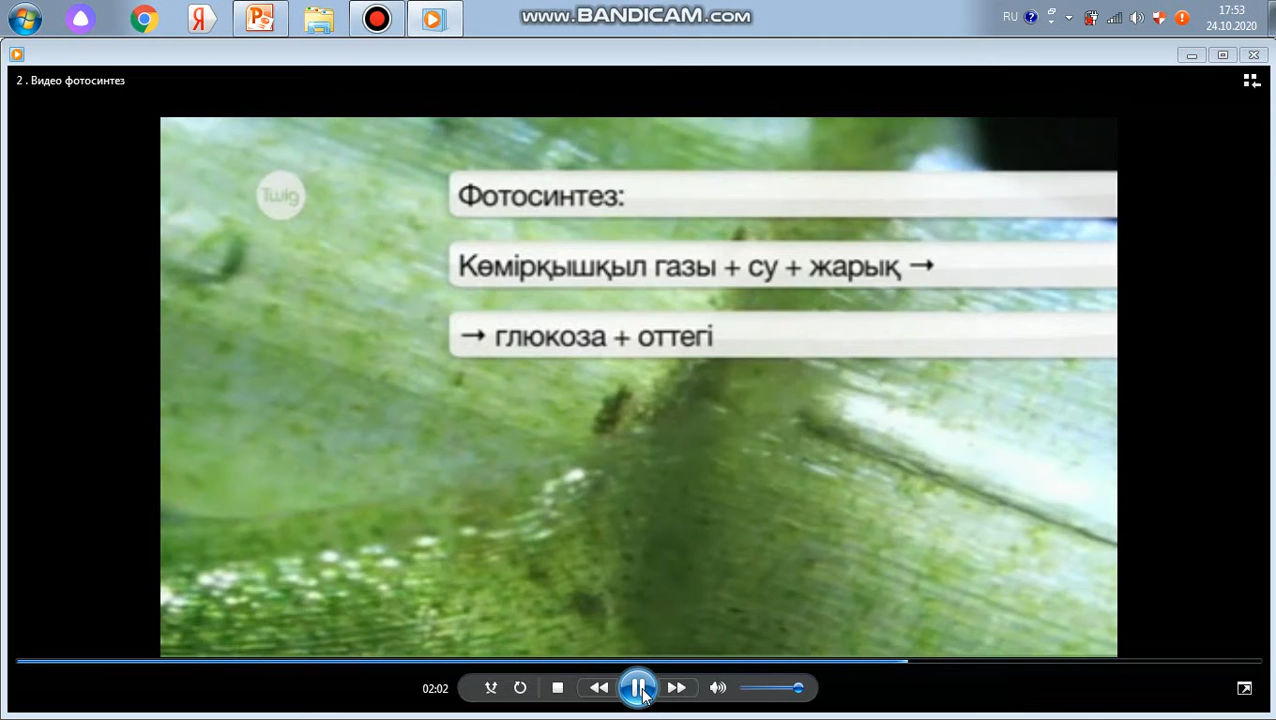 www.BANDICAM.com
RU
17:53
24.10.2020
2 . Видео фотосинтез
Twig
Фотосинтез:
Көмірқышқыл газы + су + жарық →
→ глюкоза + оттегі
02:02